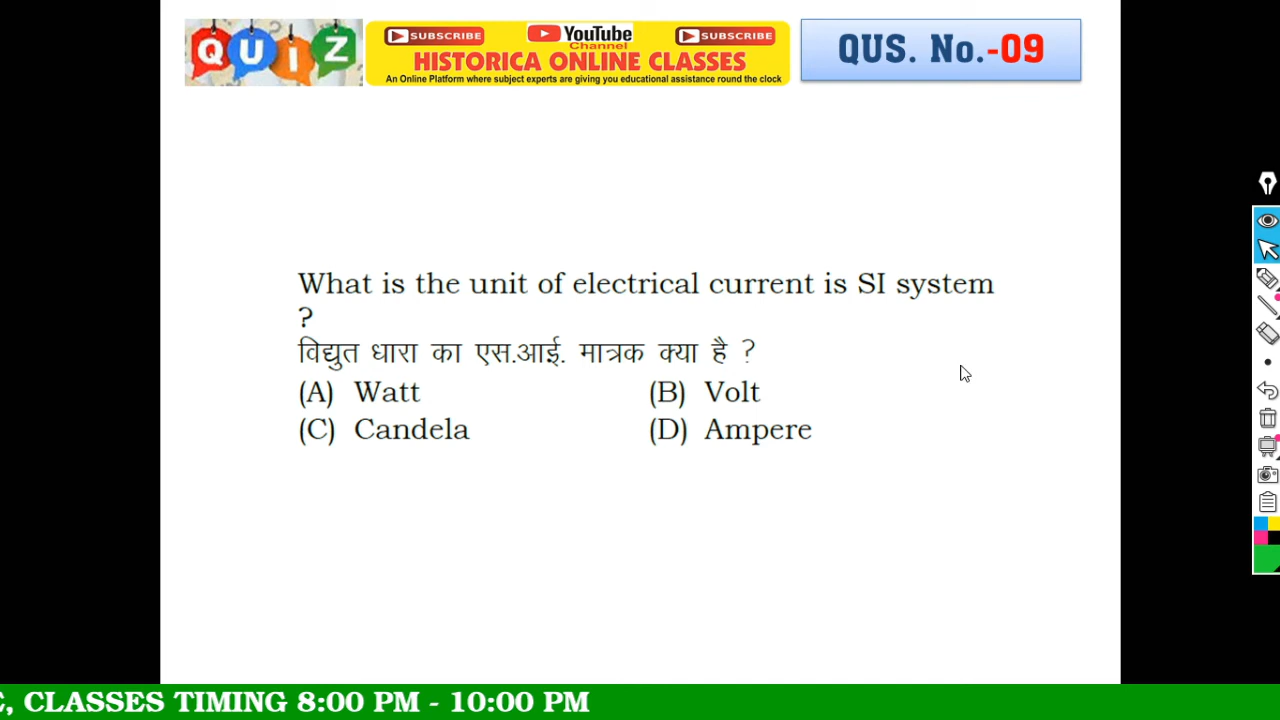 QUIZ
SUBSCRIBE YouTube SUBSCRIBE
Channel
HISTORICA ONLINE CLASSES
An Online Platform where subject experts are giving you educational assistance round the clock
QUS. No.-09
What is the unit of electrical current is SI system
?
विद्युत धारा का एस.आई. मात्रक क्या है ?
(A) Watt (B) Volt
(C) Candela (D) Ampere
, CLASSES TIMING 8:00 PM - 10:00 PM